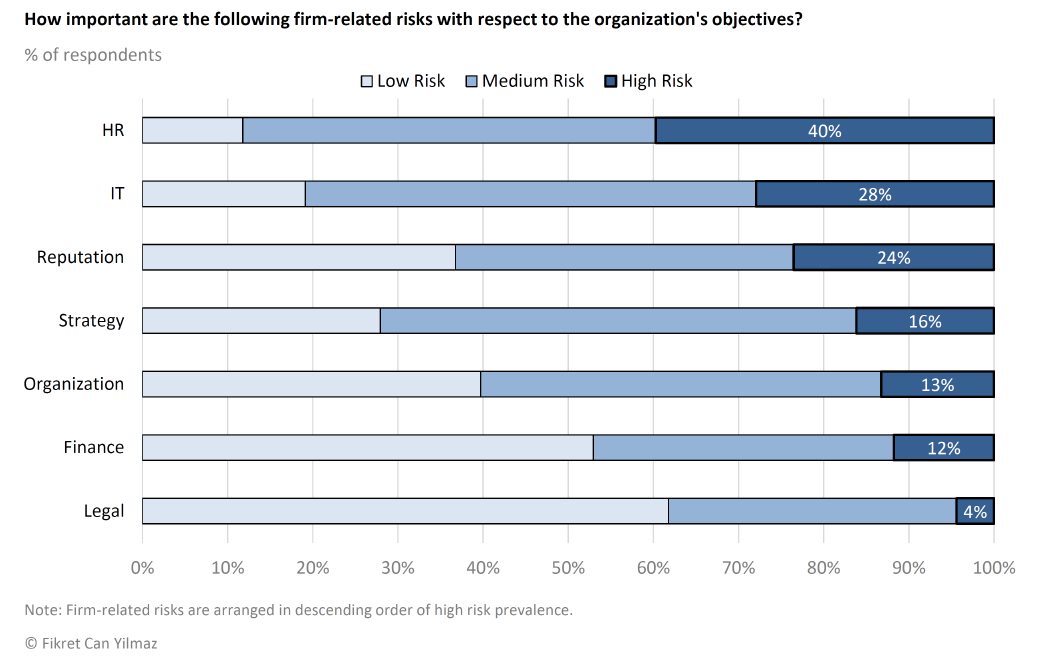 How important are the following firm-related risks with respect to the organization's objectives?
% of respondents
Low Risk Medium Risk High Risk
HR 40%
IT 28%
Reputation 24%
Strategy 16%
Organization 13%
Finance 12%
Legal 4%
0% 10% 20% 30% 40% 50% 60% 70% 80% 90% 100%
Note: Firm-related risks are arranged in descending order of high risk prevalence.
© Fikret Can Yilmaz